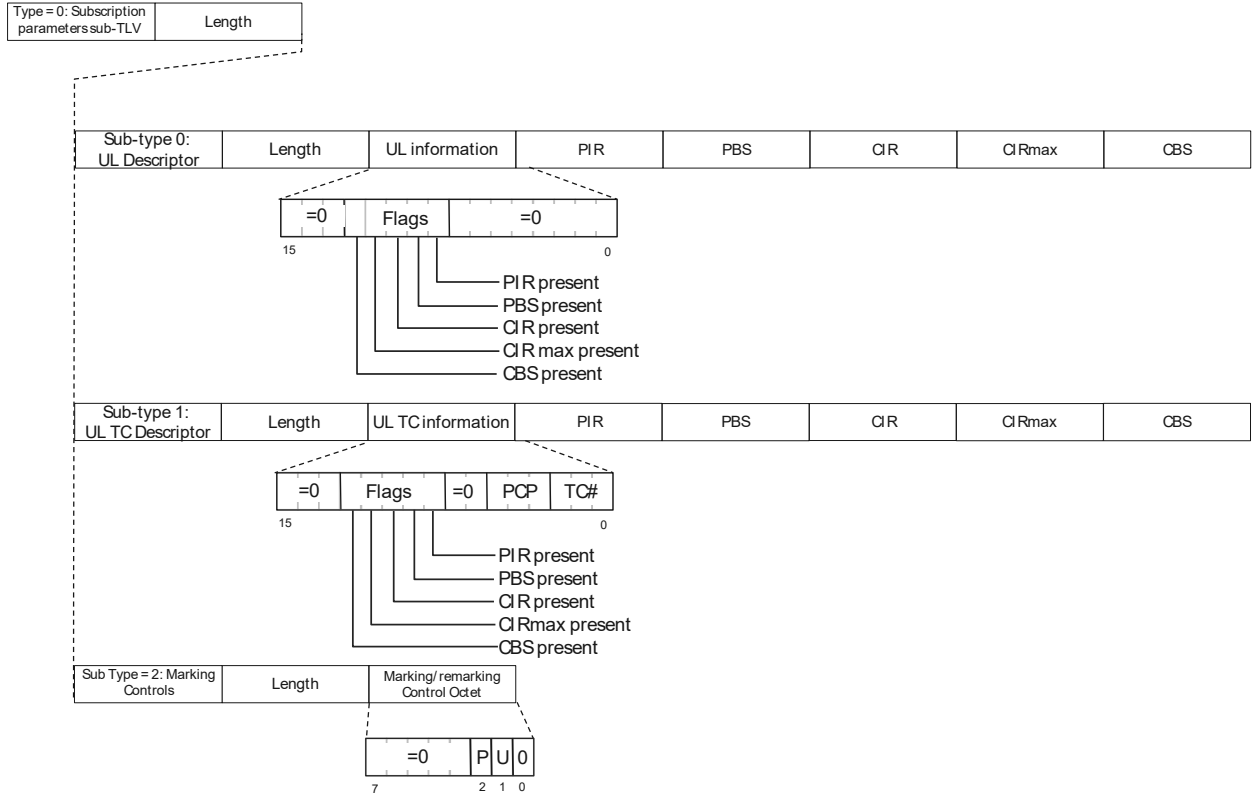 Type = 0: Subscription
parameters sub-TLV
Length
Sub-type 0:
UL Descriptor
Length
UL information
PIR
PBS
CIR
CIRmax
CBS
=0
Flags
=0
15
0
PIR present
PBS present
CIR present
CIR max present
CBS present
Sub-type 1:
UL TC Descriptor
Length
UL TC information
PIR
PBS
CIR
CIRmax
CBS
=0
Flags
=0
PCP
TC#
15
0
PIR present
PBS present
CIR present
CIRmax present
CBS present
Sub Type = 2: Marking
Controls
Length
Marking/remarking
Control Octet
=0
P
U
0
7
2
1
0